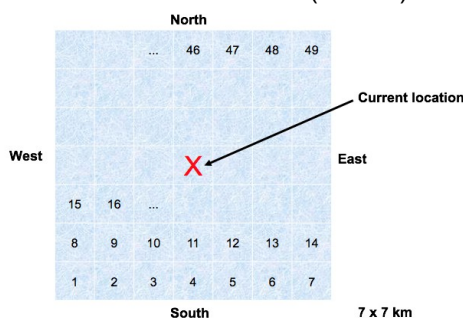 North
... 46 47 48 49
Current location
West
X
East
15 16 ...
8 9 10 11 12 13 14
1 2 3 4 5 6 7
South
7 x 7 km